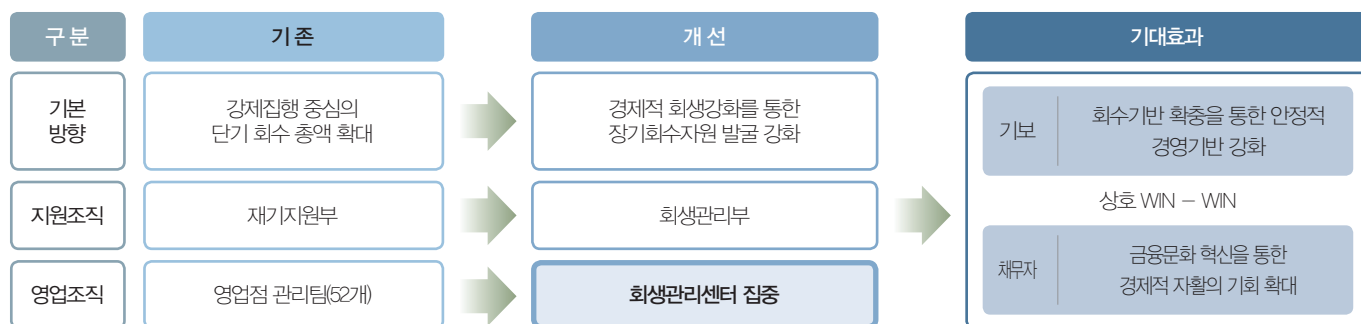 구 분
기 존
개 선
기대효과
기본
방향
강제집행 중심의
단기 회수 총액 확대
경제적 회생강화를 통한
장기회수자원 발굴 강화
지원조직
재기지원부
회생관리부
영업조직
영업점 관리팀(52개)
회생관리센터 집중
기보
회수기반 확충을 통한 안정적
경영기반 강화
상호 WIN – WIN
채무자
금융문화 혁신을 통한
경제적 자활의 기회 확대